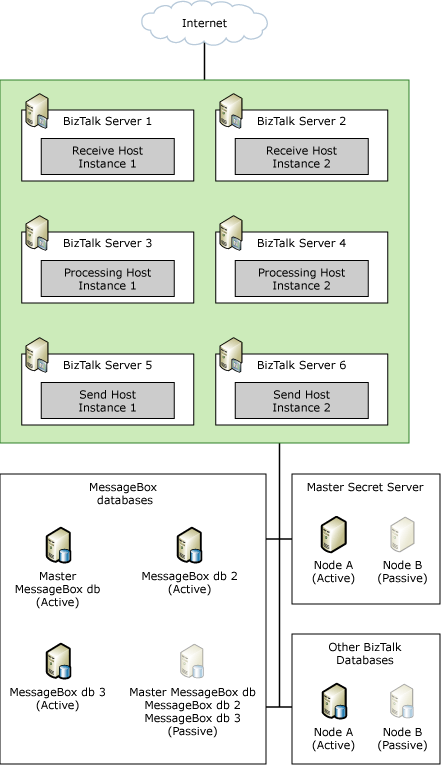 Internet
BizTalk Server 1
Receive Host
Instance 1
BizTalk Server 2
Receive Host
Instance 2
BizTalk Server 3
Processing Host
Instance 1
BizTalk Server 4
Processing Host
Instance 2
BizTalk Server 5
Send Host
Instance 1
BizTalk Server 6
Send Host
Instance 2
MessageBox
databases
Master
MessageBox db
(Active)
MessageBox db 2
(Active)
MessageBox db 3
(Active)
Master MessageBox db
MessageBox db 2
MessageBox db 3
(Passive)
Master Secret Server
Node A
(Active)
Node B
(Passive)
Other BizTalk
Databases
Node A
(Active)
Node B
(Passive)